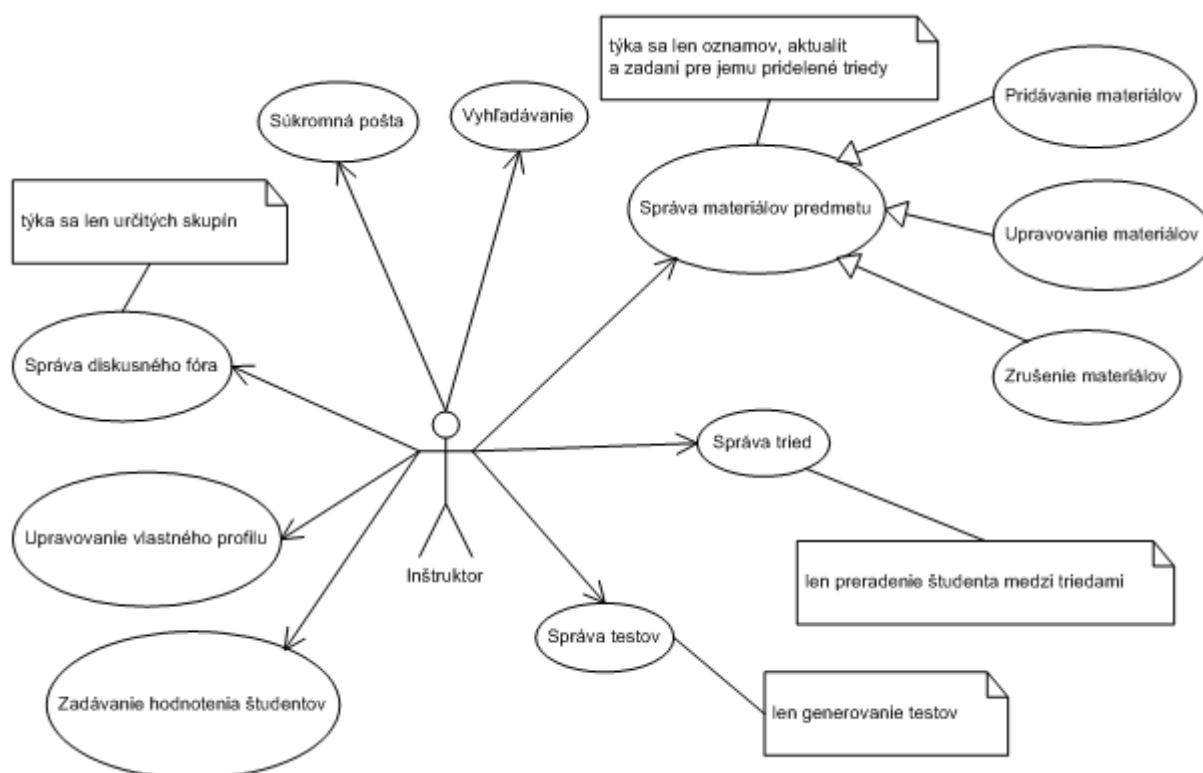 týka sa len oznamov, aktualit
a zadaní pre jemu pridelené triedy
Pridávanie materiálov
Súkromná pošta
Vyhľadávanie
týka sa len určitých skupín
Správa materiálov predmetu
Upravovanie materiálov
Správa diskusného fóra
Zrušenie materiálov
Správa tried
Upravovanie vlastného profilu
Inštruktor
len preradenie študenta medzi triedami
Správa testov
Zadávanie hodnotenia študentov
len generovanie testov